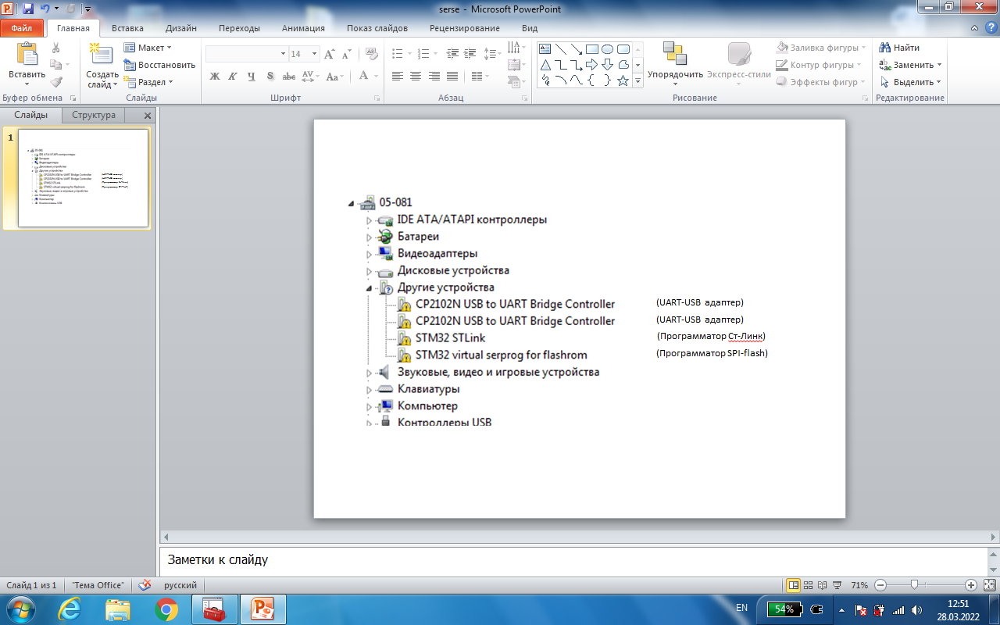 serse - Microsoft PowerPoint
Файл Главная Вставка Дизайн Переходы Анимация Показ слайдов Рецензирование Вид
Вставить
Буфер обмена
Создать слайд
Макет
Восстановить
Раздел
Слайды
14
Шрифт
Абзац
Упорядочить
Экспресс-стили
Заливка фигуры
Контур фигуры
Эффекты фигур
Рисование
Найти
Заменить
Выделить
Редактирование
Слайды Структура
1
05-081
IDE ATA/ATAPI контроллеры
Батареи
Видеоадаптеры
Дисковые устройства
Другие устройства
CP2102N USB to UART Bridge Controller (UART-USB адаптер)
CP2102N USB to UART Bridge Controller (UART-USB адаптер)
STM32 STLink (Программатор Ст-Линк)
STM32 virtual serprog for flashrom (Программатор SPI-flash)
Звуковые, видео и игровые устройства
Клавиатуры
Компьютер
Контроллеры USB
Заметки к слайду
Слайд 1 из 1 "Тема Office" русский 71%
EN 54% 12:51
28.03.2022